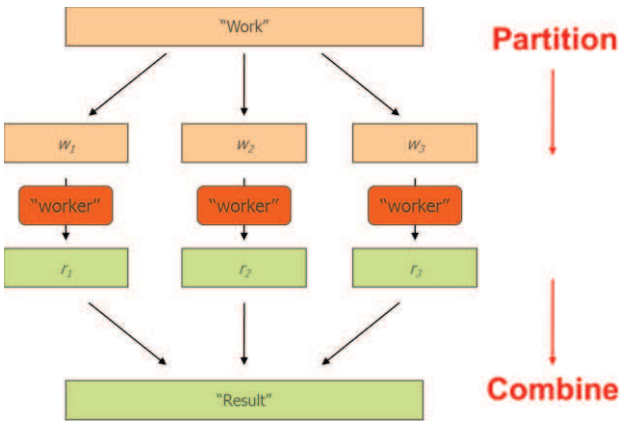 “Work”
Partition
w1 w2 w3
“worker” “worker” “worker”
r1 r2 r3
“Result”
Combine